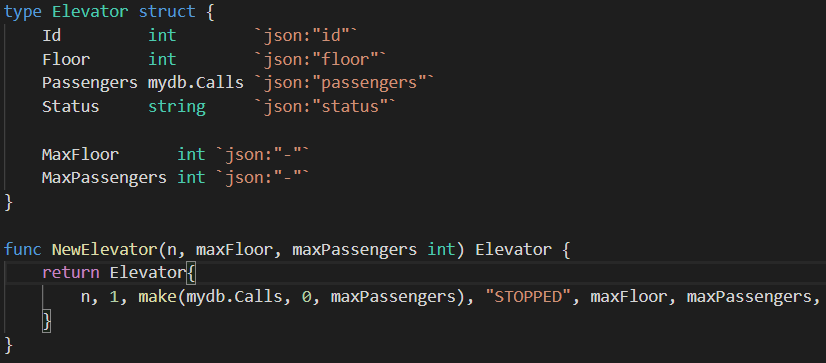 type Elevator struct {
    Id         int        `json:"id"`
    Floor      int        `json:"floor"`
    Passengers mydb.Calls `json:"passengers"`
    Status     string     `json:"status"`

    MaxFloor      int `json:"-"`
    MaxPassengers int `json:"-"`
}

func NewElevator(n, maxFloor, maxPassengers int) Elevator {
    return Elevator{
        n, 1, make(mydb.Calls, 0, maxPassengers), "STOPPED", maxFloor, maxPassengers,
    }
}